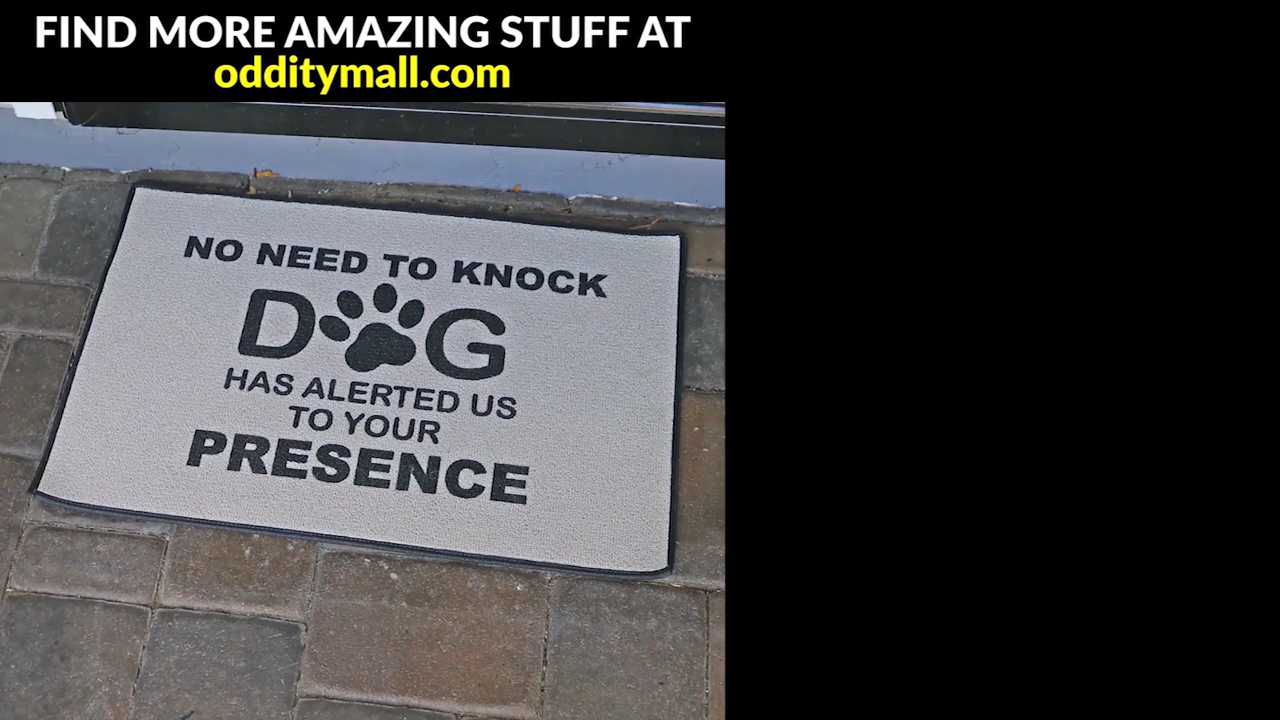 FIND MORE AMAZING STUFF AT
odditymall.com
NO NEED TO KNOCK
DOG
HAS ALERTED US
TO YOUR
PRESENCE